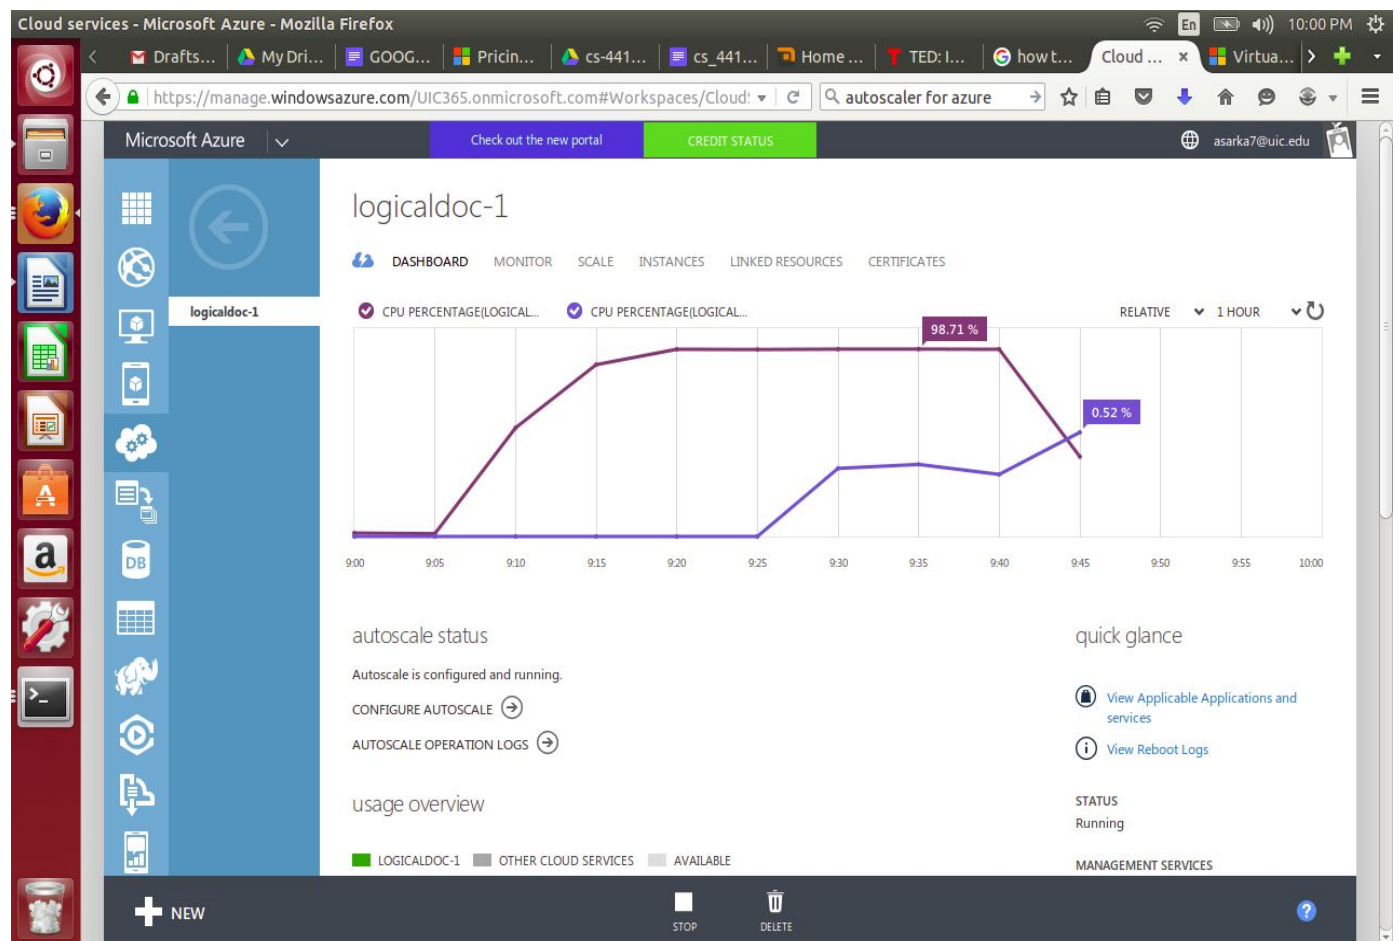 Cloud services - Microsoft Azure - Mozilla Firefox
En
10:00 PM
Drafts...
My Dri...
GOOG...
Pricin...
cs-441...
cs_441...
Home ...
TED: I...
how t...
Cloud ...
Virtua...
https://manage.windowsazure.com/UIC365.onmicrosoft.com#Workspaces/Cloud
autoscaler for azure
Microsoft Azure
Check out the new portal
CREDIT STATUS
asarka7@uic.edu
logicaldoc-1
DASHBOARD MONITOR SCALE INSTANCES LINKED RESOURCES CERTIFICATES
logicaldoc-1
CPU PERCENTAGE(LOGICAL...
CPU PERCENTAGE(LOGICAL...
RELATIVE
1 HOUR
98.71 %
0.52 %
9:00 9:05 9:10 9:15 9:20 9:25 9:30 9:35 9:40 9:45 9:50 9:55 10:00
DB
autoscale status
Autoscale is configured and running.
CONFIGURE AUTOSCALE
AUTOSCALE OPERATION LOGS
quick glance
View Applicable Applications and
services
View Reboot Logs
usage overview
STATUS
Running
LOGICALDOC-1 OTHER CLOUD SERVICES AVAILABLE
MANAGEMENT SERVICES
NEW
STOP
DELETE
?